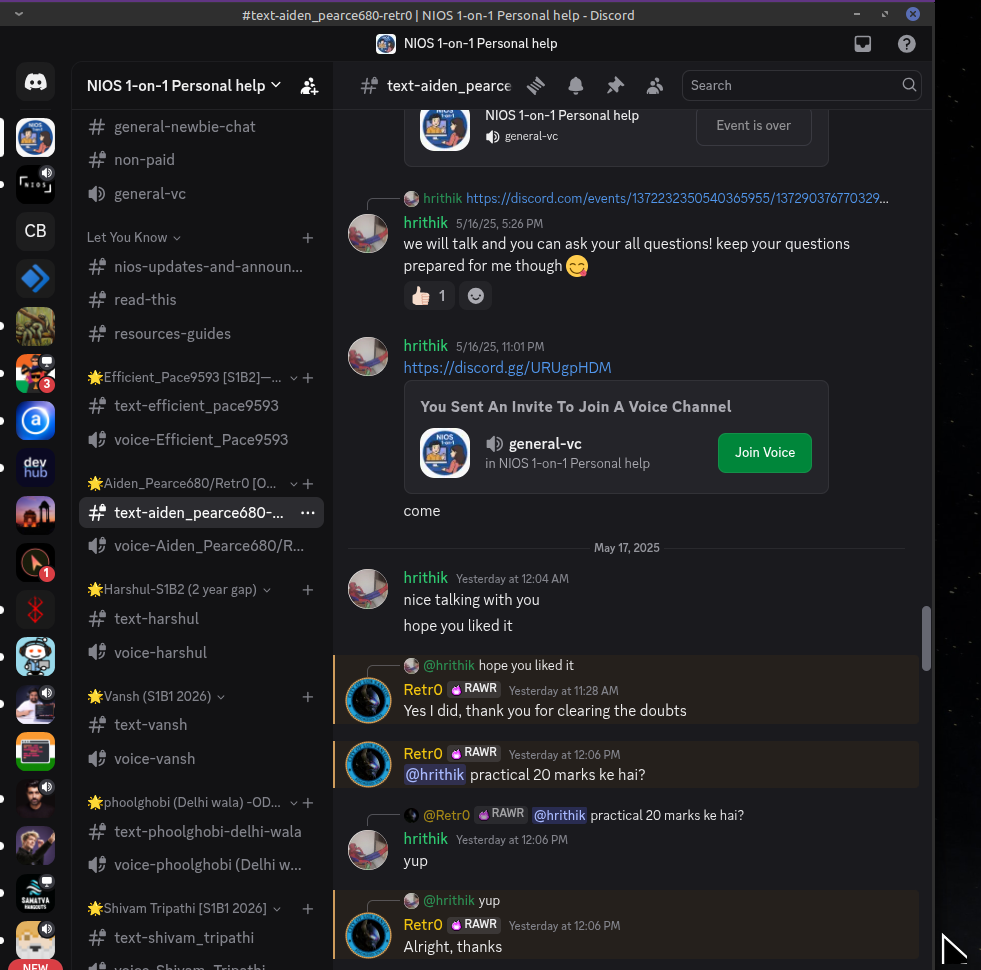 #text-aiden_pearce680-retr0 | NIOS 1-on-1 Personal help - Discord
NIOS 1-on-1 Personal help
NIOS 1-on-1 Personal help
general-newbie-chat
non-paid
general-vc
Let You Know
nios-updates-and-announ...
read-this
resources-guides
🌟Efficient_Pace9593 [S1B2]—...
text-efficient_pace9593
voice-Efficient_Pace9593
🌟Aiden_Pearce680/Retr0 [O...
text-aiden_pearce680-...
voice-Aiden_Pearce680/R...
🌟Harshul-S1B2 (2 year gap)
text-harshul
voice-harshul
🌟Vansh (S1B1 2026)
text-vansh
voice-vansh
🌟phoolghobi (Delhi wala) -OD...
text-phoolghobi-delhi-wala
voice-phoolghobi (Delhi w...
🌟Shivam Tripathi [S1B1 2026]
text-shivam_tripathi
voice-Shivam_Tripathi
NIOS
CB
3
a
dev
hub
1
SAMATVA
HANGOUTS
NEW
text-aiden_pearce
Search
NIOS 1-on-1 Personal help
general-vc
Event is over
hrithik https://discord.com/events/1372232350540365955/137290376770329...
hrithik 5/16/25, 5:26 PM
we will talk and you can ask your all questions! keep your questions
prepared for me though 😋
👍🏻 1
hrithik 5/16/25, 11:01 PM
https://discord.gg/URUgpHDM
You Sent An Invite To Join A Voice Channel
NIOS
general-vc
in NIOS 1-on-1 Personal help
Join Voice
come
May 17, 2025
hrithik Yesterday at 12:04 AM
nice talking with you
hope you liked it
@hrithik hope you liked it
Retr0 RAWR Yesterday at 11:28 AM
Yes I did, thank you for clearing the doubts
Retr0 RAWR Yesterday at 12:06 PM
@hrithik practical 20 marks ke hai?
@Retr0 RAWR @hrithik practical 20 marks ke hai?
hrithik Yesterday at 12:06 PM
yup
@hrithik yup
Retr0 RAWR Yesterday at 12:06 PM
Alright, thanks